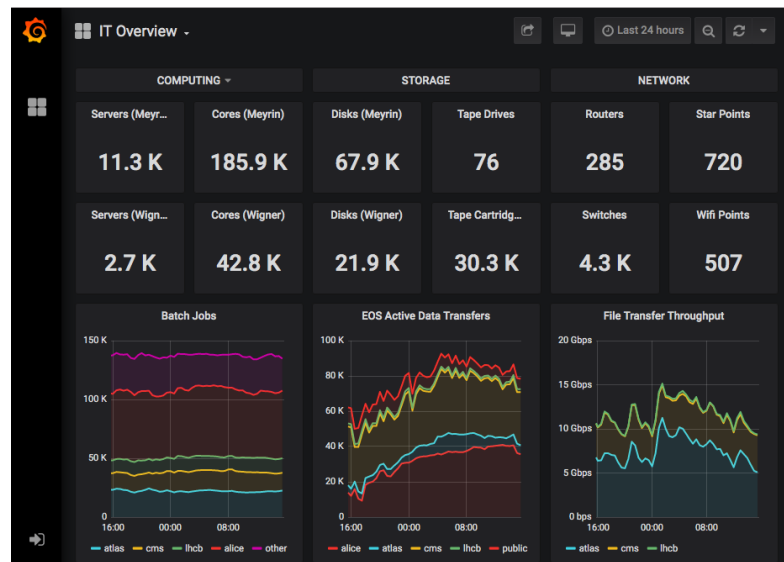 IT Overview
Last 24 hours
COMPUTING
STORAGE
NETWORK
Servers (Meyr...
Cores (Meyrin)
Disks (Meyrin)
Tape Drives
Routers
Star Points
11.3 K
185.9 K
67.9 K
76
285
720
Servers (Wign...
Cores (Wigner)
Disks (Wigner)
Tape Cartridg...
Switches
Wifi Points
2.7 K
42.8 K
21.9 K
30.3 K
4.3 K
507
Batch Jobs
150 K
100 K
50 K
0
16:00 00:00 08:00
atlas cms lhcb alice other
EOS Active Data Transfers
100 K
80 K
60 K
40 K
20 K
0
16:00 00:00 08:00
alice atlas cms lhcb public
File Transfer Throughput
20 Gbps
15 Gbps
10 Gbps
5 Gbps
0 bps
16:00 00:00 08:00
atlas cms lhcb